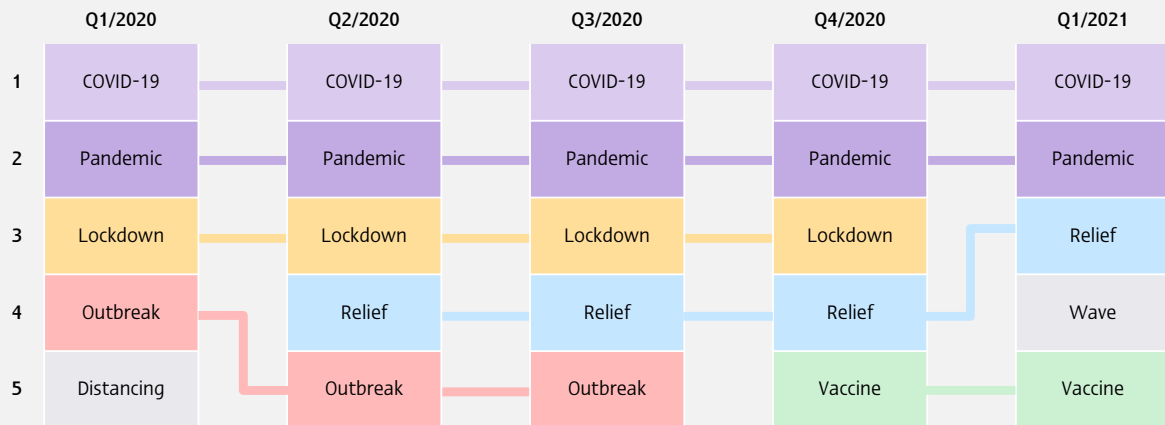 Q1/2020 Q2/2020 Q3/2020 Q4/2020 Q1/2021
1 COVID-19 COVID-19 COVID-19 COVID-19 COVID-19
2 Pandemic Pandemic Pandemic Pandemic Pandemic
3 Lockdown Lockdown Lockdown Lockdown Relief
4 Outbreak Relief Relief Relief Wave
5 Distancing Outbreak Outbreak Vaccine Vaccine